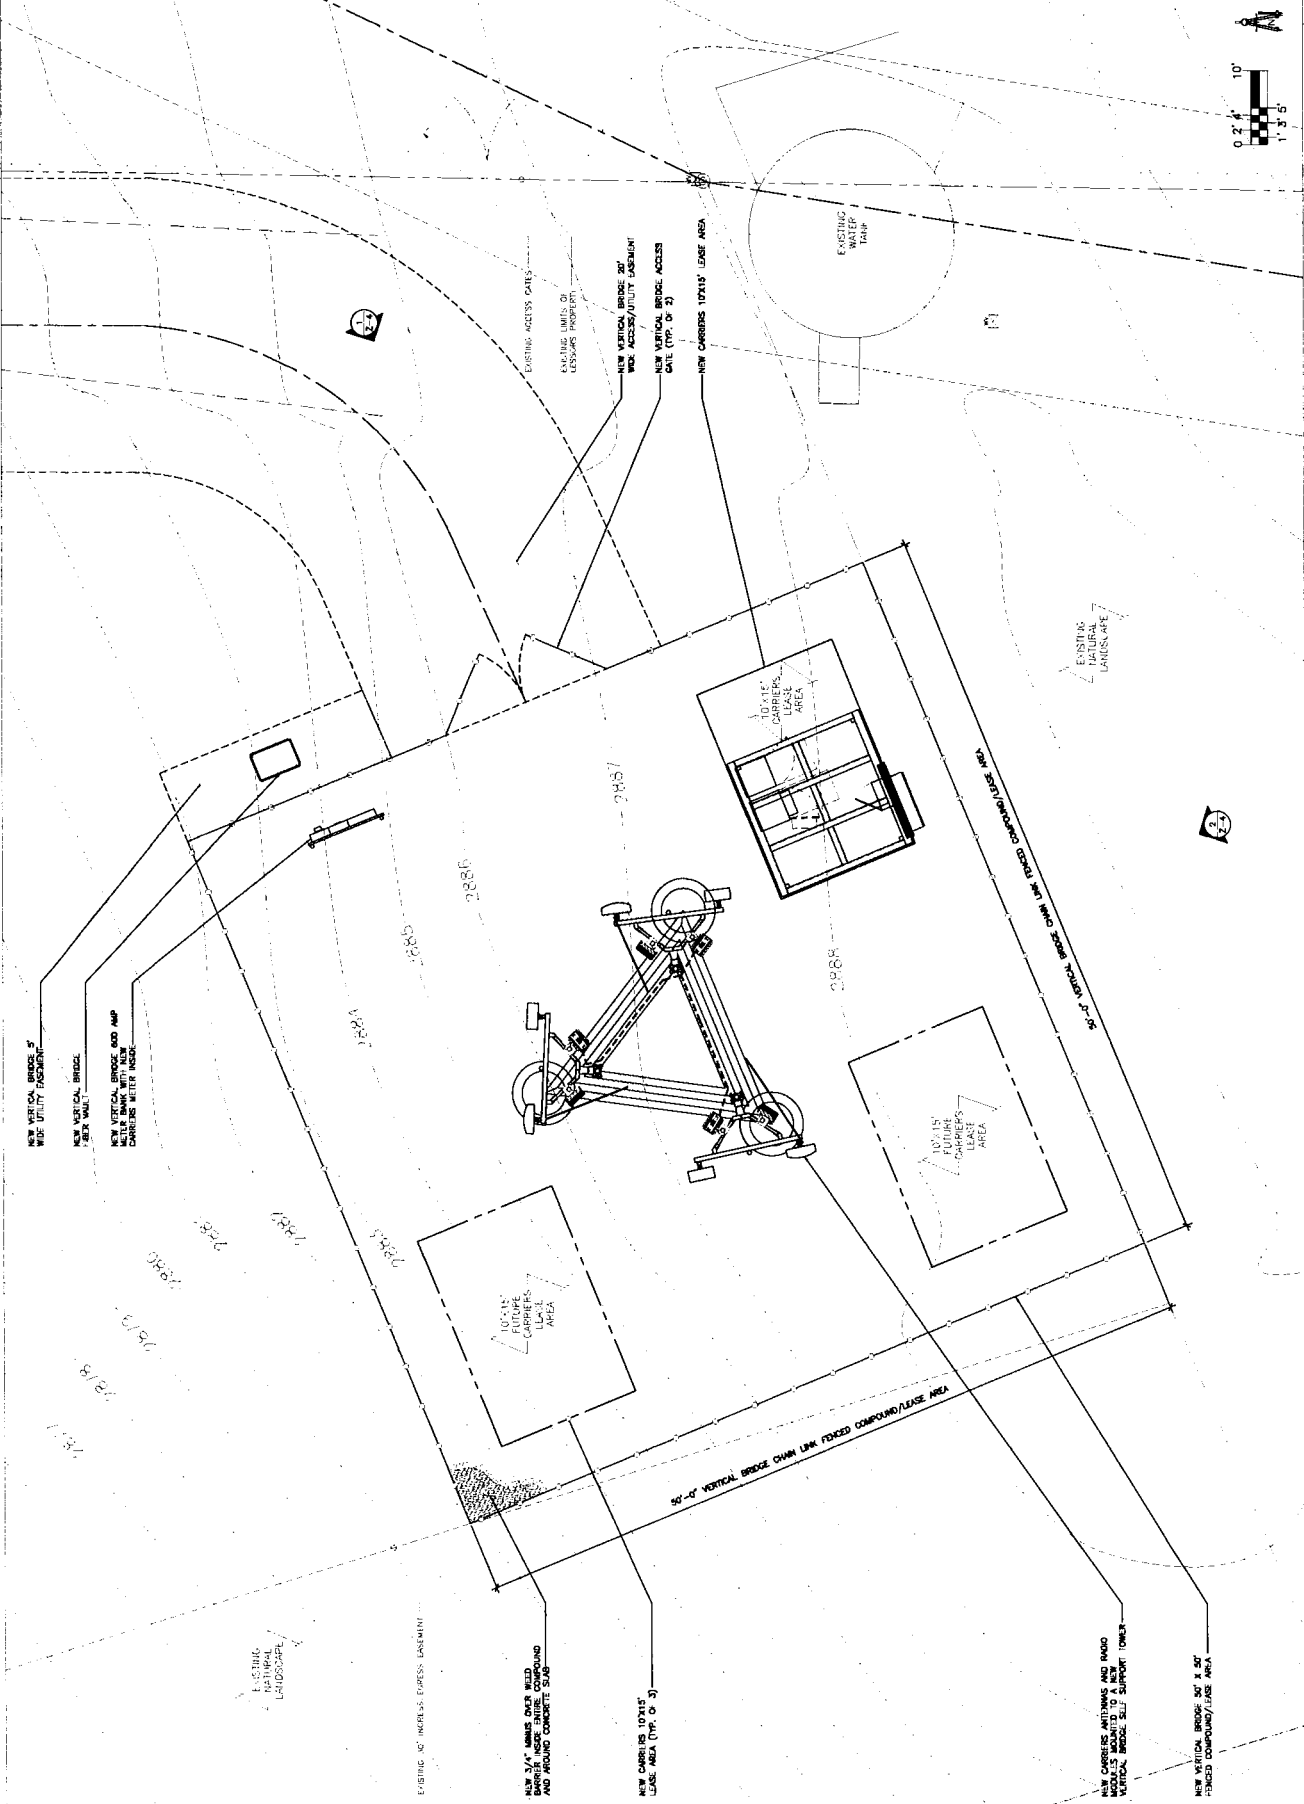 NEW VERTICAL BRIDGE 5'
WIDE UTILITY EASEMENT
NEW VERTICAL BRIDGE
FIBER VAULT
NEW VERTICAL BRIDGE 600 AMP
METER BANK WITH NEW
CARRIERS METER INSIDE
1
Z-4
EXISTING ACCESS GATES
EXISTING LIMITS OF
LESSORS PROPERTY
NEW VERTICAL BRIDGE 20'
WIDE ACCESS/UTILITY EASEMENT
NEW VERTICAL BRIDGE ACCESS
GATE (TYP. OF 2)
NEW CARRIERS 10'X15' LEASE AREA
EXISTING
WATER
TANK
0 2' 4' 10'
1' 3' 5'
N
10'X15'
CARRIERS
LEASE
AREA
EXISTING
NATURAL
LANDSCAPE
2
Z-4
50'-0" VERTICAL BRIDGE CHAIN LINK FENCED COMPOUND/LEASE AREA
2878
2879
2880
2883
2884
2885
2886
2887
2888
10'X15'
FUTURE
CARRIERS
LEASE
AREA
10'X15'
FUTURE
CARRIERS
LEASE
AREA
50'-0" VERTICAL BRIDGE CHAIN LINK FENCED COMPOUND/LEASE AREA
EXISTING
NATURAL
LANDSCAPE
INGRESS EGRESS EASEMENT
NEW 3/4" MINUS OVER WEED
BARRIER INSIDE ENTIRE COMPOUND
AND AROUND CONCRETE SLAB
NEW CARRIERS 10'X15'
LEASE AREA (TYP. OF 3)
NEW CARRIERS ANTENNAS AND RADIO
MODULES MOUNTED TO A NEW
VERTICAL BRIDGE SELF SUPPORT TOWER
NEW VERTICAL BRIDGE 50' X 50'
FENCED COMPOUND/LEASE AREA